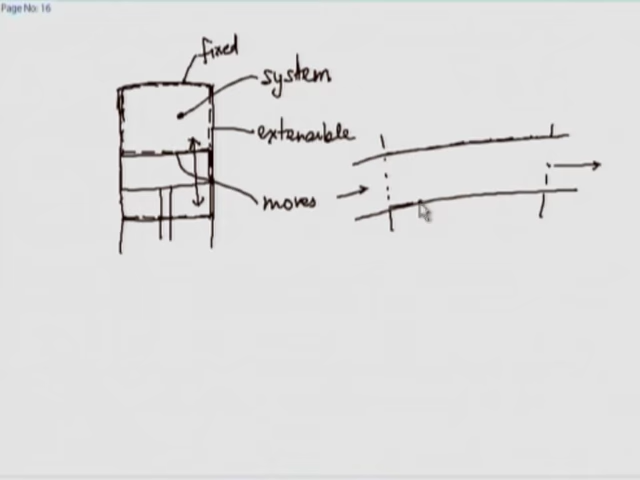 Page No: 16
fixed
system
extensible
moves